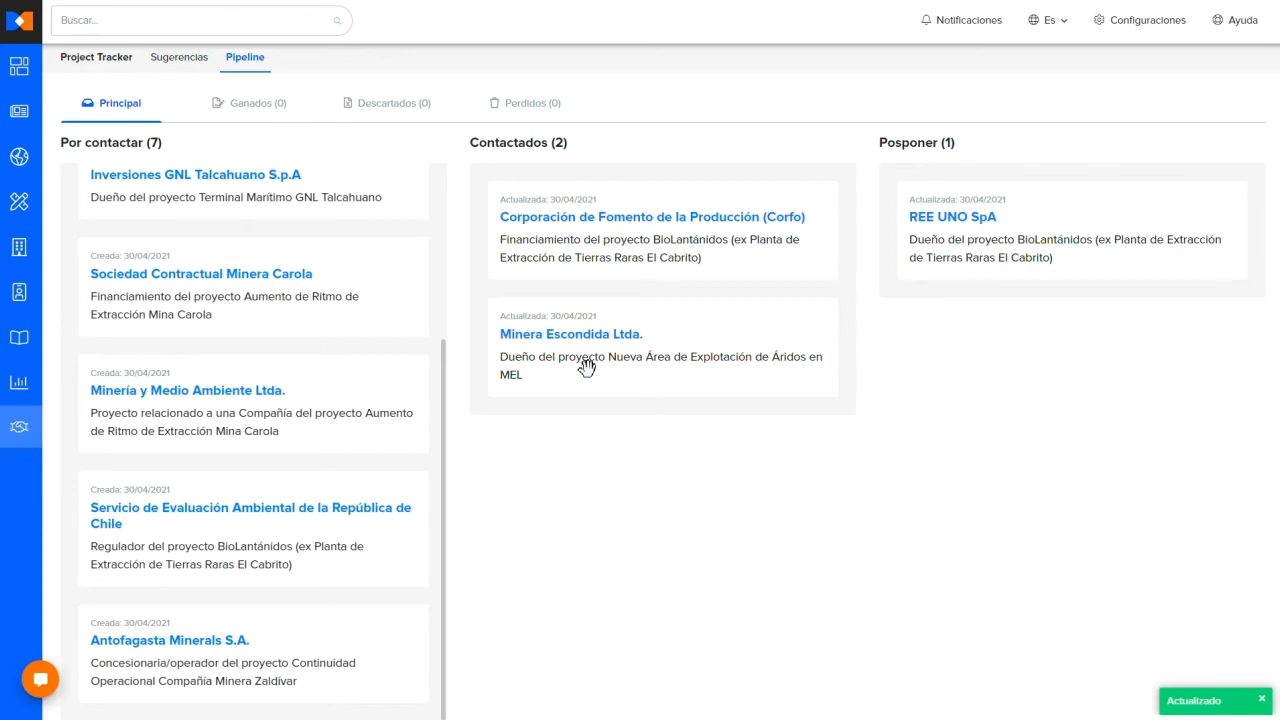 Buscar...
Notificaciones
Es
Configuraciones
Ayuda
Project Tracker
Sugerencias
Pipeline
Principal
Ganados (0)
Descartados (0)
Perdidos (0)
Por contactar (7)
Inversiones GNL Talcahuano S.p.A
Dueño del proyecto Terminal Marítimo GNL Talcahuano
Creada: 30/04/2021
Sociedad Contractual Minera Carola
Financiamiento del proyecto Aumento de Ritmo de
Extracción Mina Carola
Creada: 30/04/2021
Minería y Medio Ambiente Ltda.
Proyecto relacionado a una Compañía del proyecto Aumento
de Ritmo de Extracción Mina Carola
Creada: 30/04/2021
Servicio de Evaluación Ambiental de la República de
Chile
Regulador del proyecto BioLantánidos (ex Planta de
Extracción de Tierras Raras El Cabrito)
Creada: 30/04/2021
Antofagasta Minerals S.A.
Concesionaria/operador del proyecto Continuidad
Operacional Compañía Minera Zaldívar
Contactados (2)
Actualizada: 30/04/2021
Corporación de Fomento de la Producción (Corfo)
Financiamiento del proyecto BioLantánidos (ex Planta de
Extracción de Tierras Raras El Cabrito)
Actualizada: 30/04/2021
Minera Escondida Ltda.
Dueño del proyecto Nueva Área de Explotación de Áridos en
MEL
Posponer (1)
Actualizada: 30/04/2021
REE UNO SpA
Dueño del proyecto BioLantánidos (ex Planta de Extracción
de Tierras Raras El Cabrito)
Actualizado